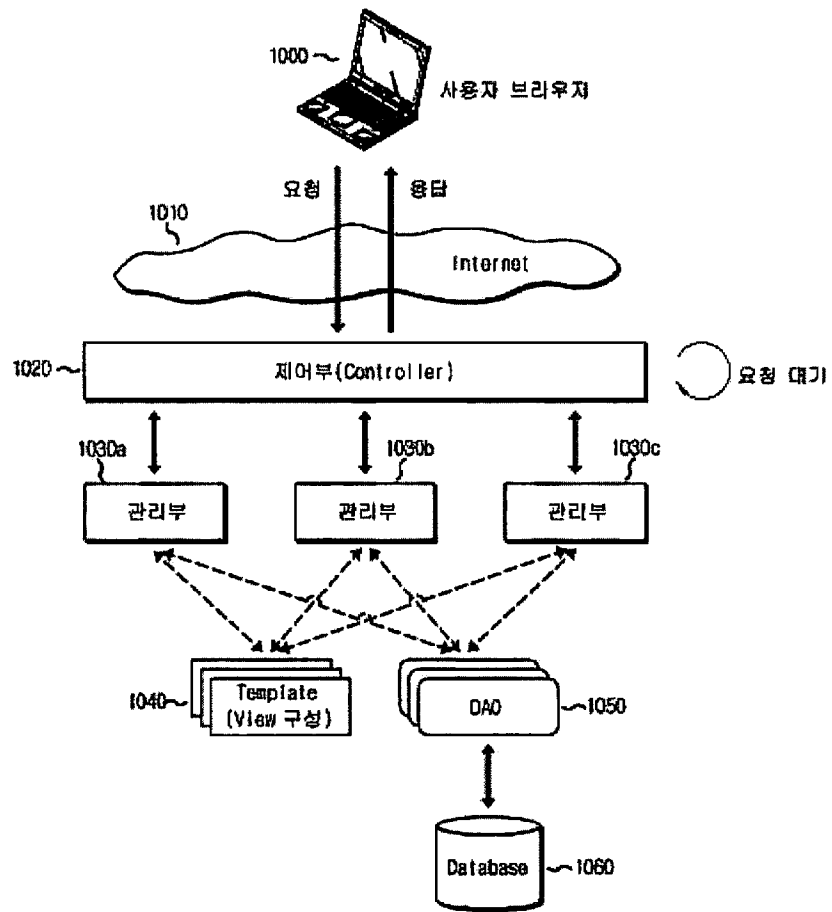 1000
사용자 브라우저
요청
응답
1010
Internet
1020
제어부(Controller)
요청 대기
1030a
1030b
1030c
관리부
관리부
관리부
1040
Template
(View 구성)
DAO
1050
Database
1060